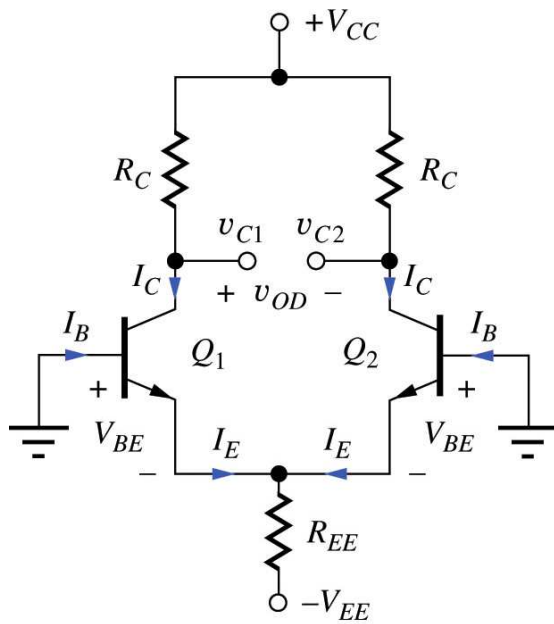 +V_CC
R_C R_C
v_C1 v_C2
I_C + v_OD – I_C
I_B Q_1 Q_2 I_B
+ V_BE – + V_BE –
I_E I_E
R_EE
–V_EE